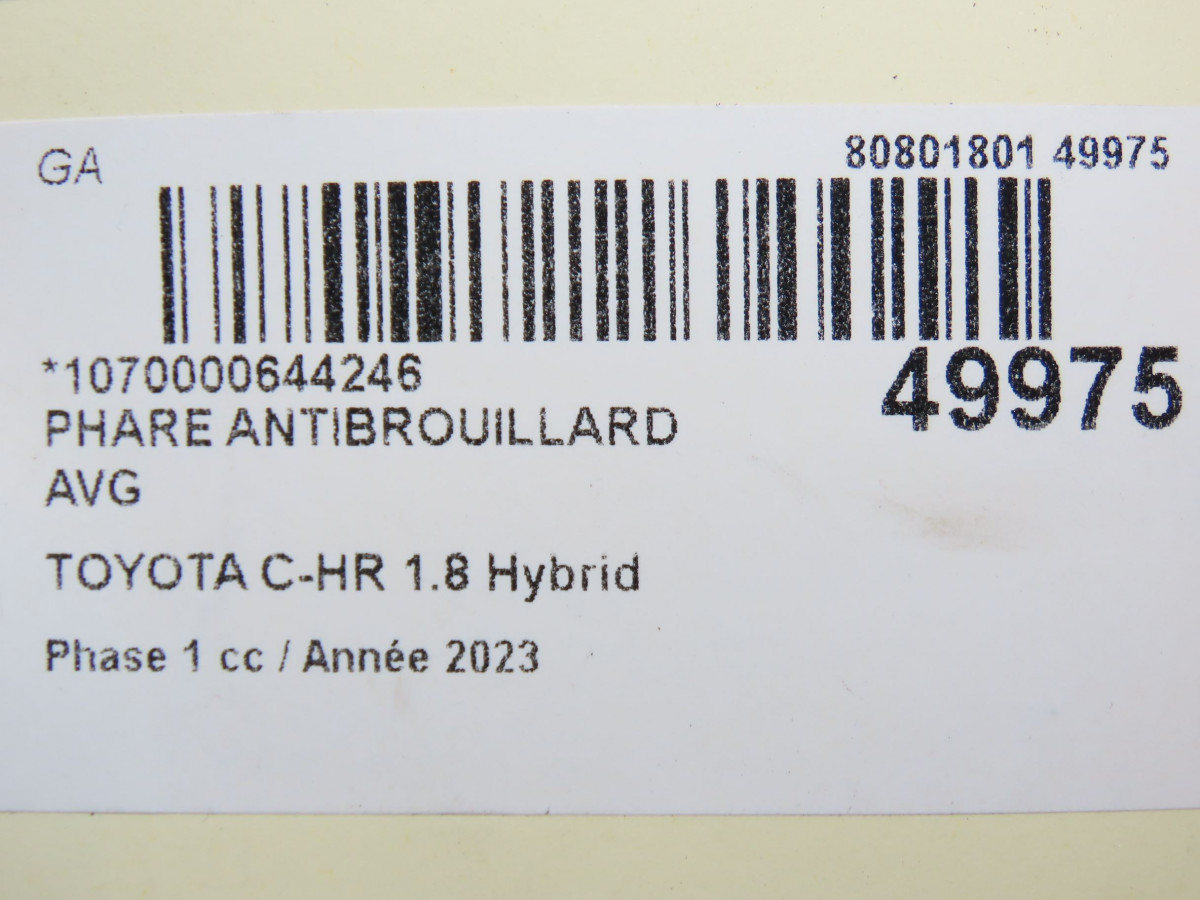 GA
80801801 49975
*1070000644246
49975
PHARE ANTIBROUILLARD
AVG
TOYOTA C-HR 1.8 Hybrid
Phase 1 cc / Année 2023